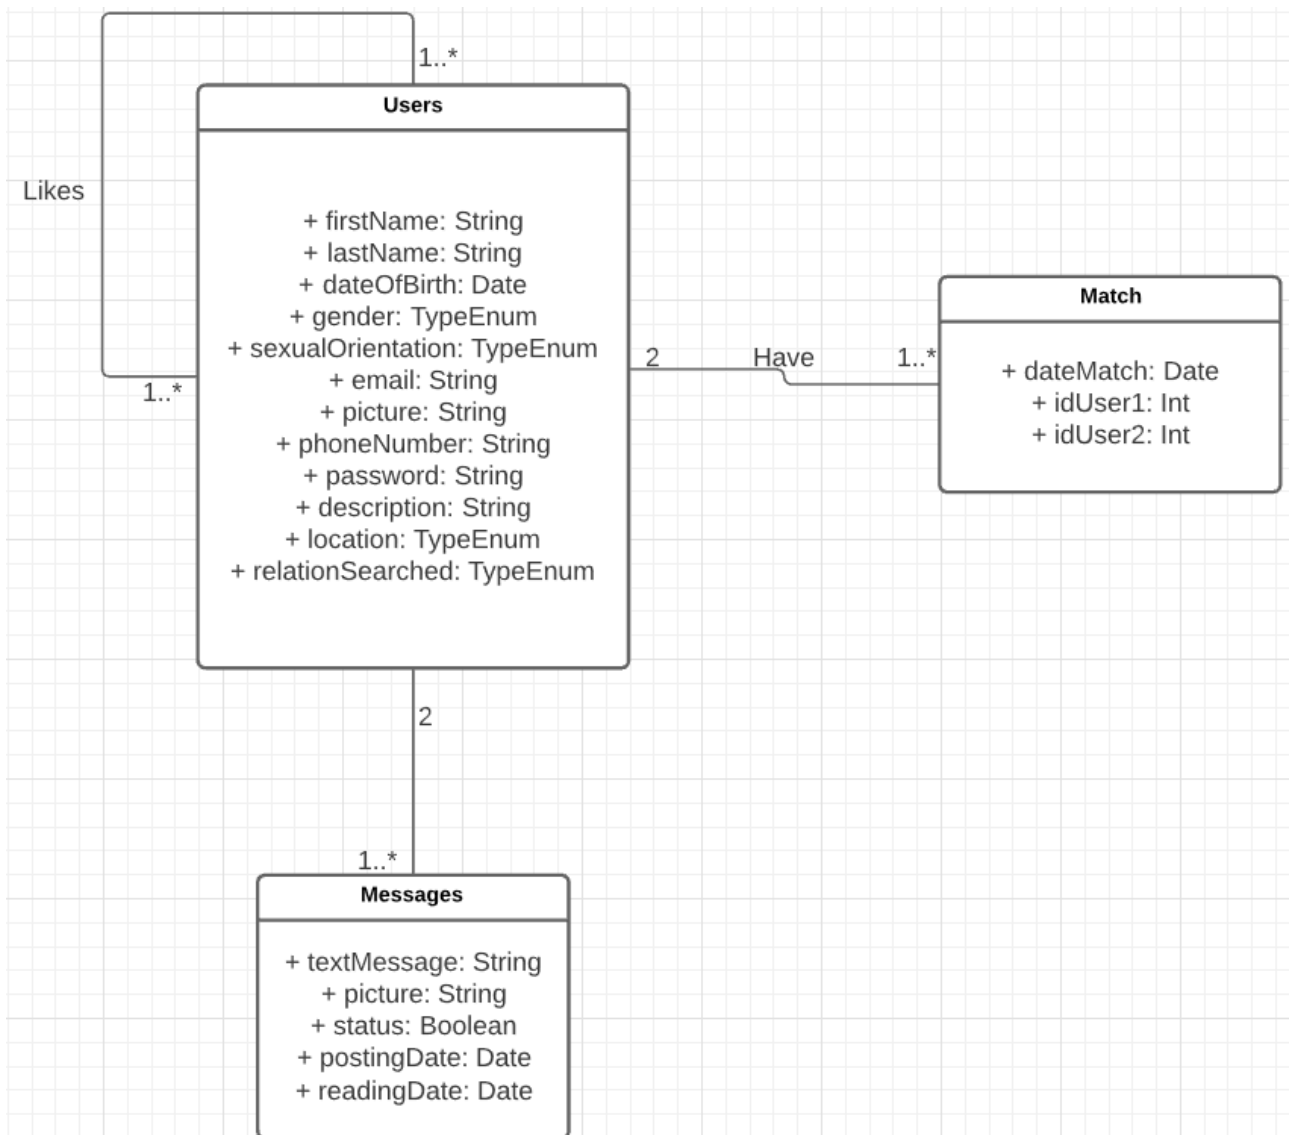 1..*
Users
Likes
+ firstName: String
+ lastName: String
+ dateOfBirth: Date
+ gender: TypeEnum
+ sexualOrientation: TypeEnum
+ email: String
+ picture: String
+ phoneNumber: String
+ password: String
+ description: String
+ location: TypeEnum
+ relationSearched: TypeEnum
1..*
2
Have
1..*
Match
+ dateMatch: Date
+ idUser1: Int
+ idUser2: Int
2
1..*
Messages
+ textMessage: String
+ picture: String
+ status: Boolean
+ postingDate: Date
+ readingDate: Date